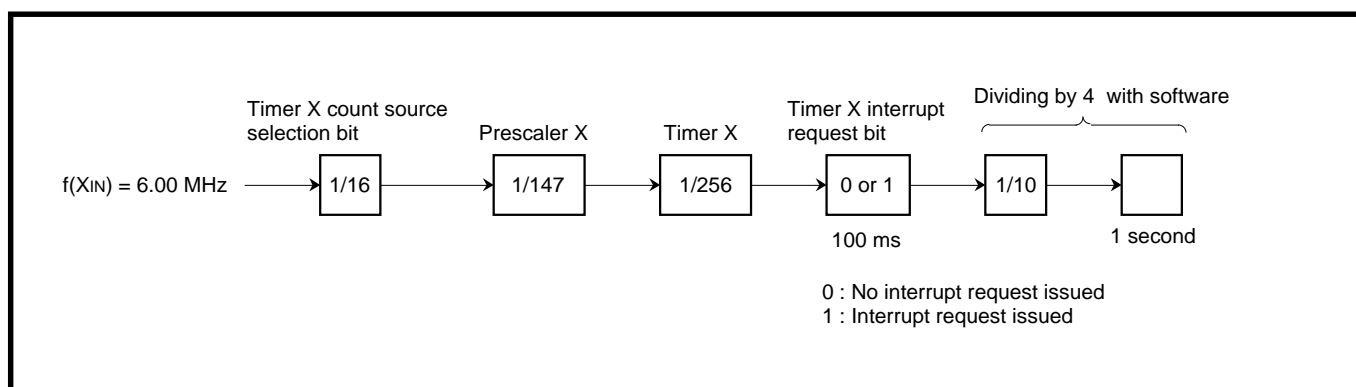 Timer X count source
selection bit
Prescaler X
Timer X
Timer X interrupt
request bit
Dividing by 4 with software
f(XIN) = 6.00 MHz
1/16
1/147
1/256
0 or 1
1/10
100 ms
1 second
0 : No interrupt request issued
1 : Interrupt request issued